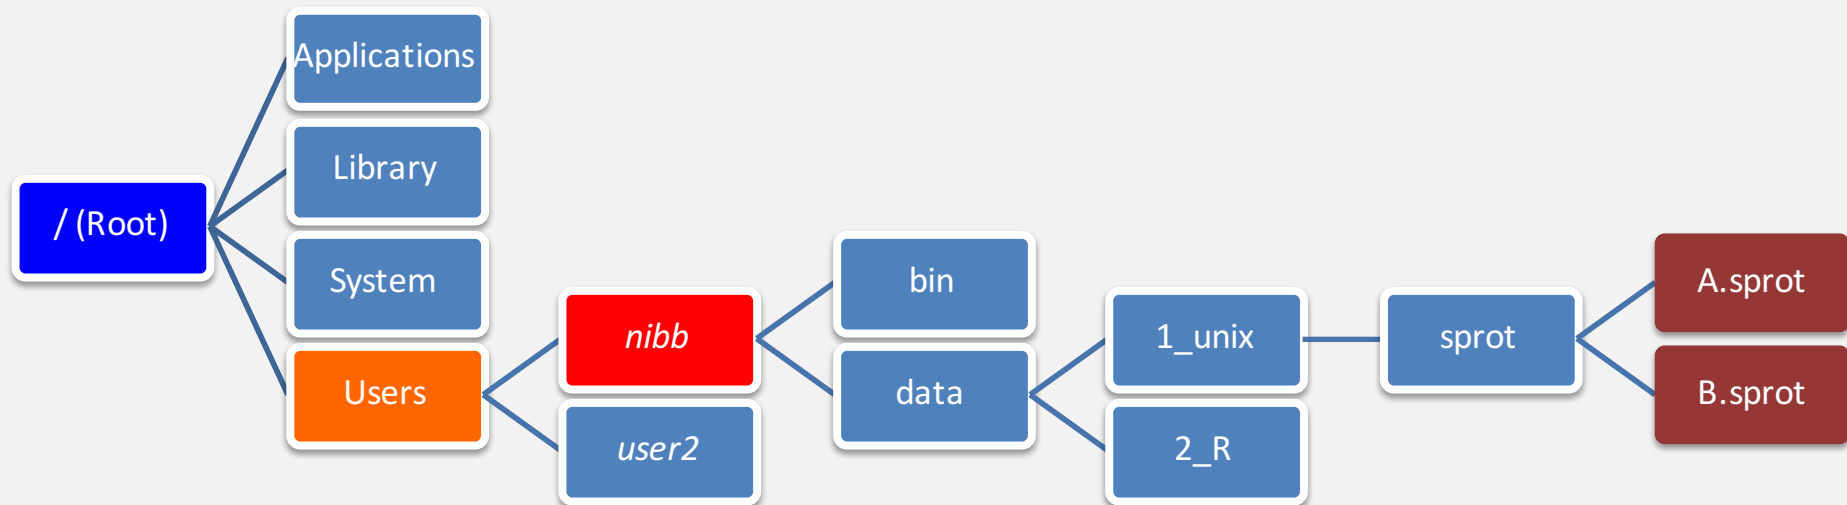 Applications
Library
/ (Root)
System
bin
A.sprot
nibb
1_unix
sprot
Users
data
B.sprot
user2
2_R